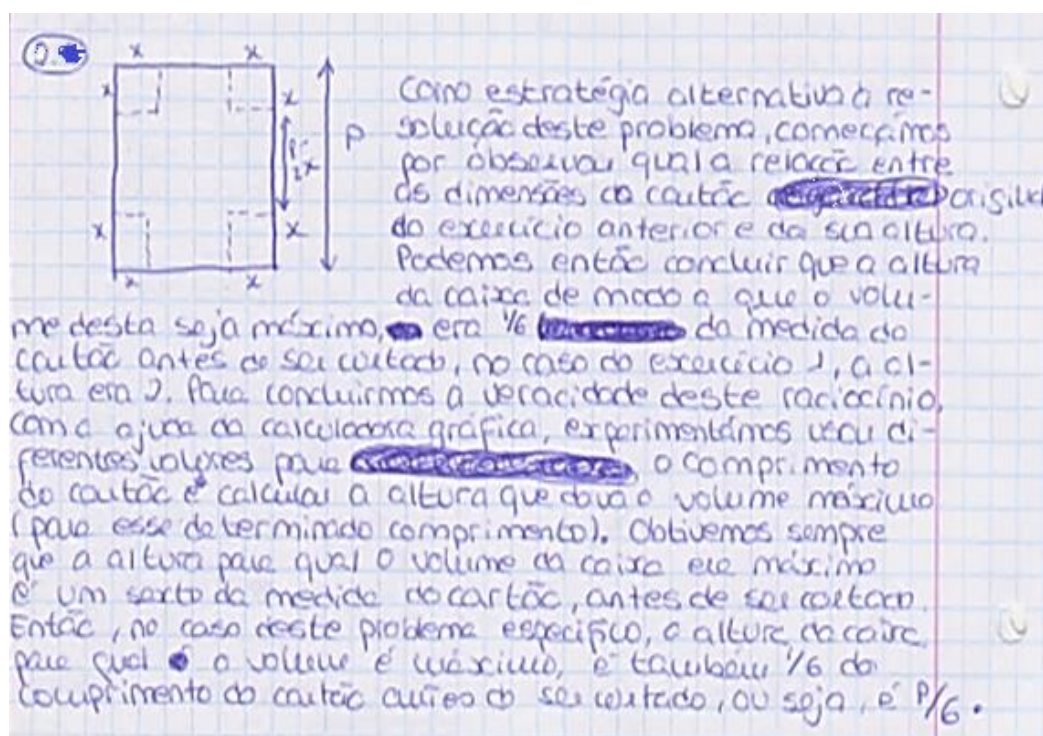 2.
x x
x x
P-
2x
P
x x
x x
Como estratégia alternativa à re-
solução deste problema, começámos
por observar qual a relação entre
as dimensões do cartão original
do exercício anterior e da sua altura.
Podemos então concluir que a altura
da caixa de modo a que o volu-
me desta seja máximo, era 1/6 da medida do
cartão antes de ser cortado, no caso do exercício 1, a al-
tura era 2. Para concluirmos a veracidade deste raciocínio,
com a ajuda da calculadora gráfica, experimentámos usar di-
ferentes valores para o comprimento
do cartão e calcular a altura que dava o volume máximo
(para esse determinado comprimento). Obtivemos sempre
que a altura para qual o volume da caixa era máximo
é um sexto da medida do cartão, antes de ser cortado.
Então, no caso deste problema específico, a altura da caixa,
para qual o volume é máximo, é também 1/6 do
comprimento do cartão antes de ser cortado, ou seja, é P/6.